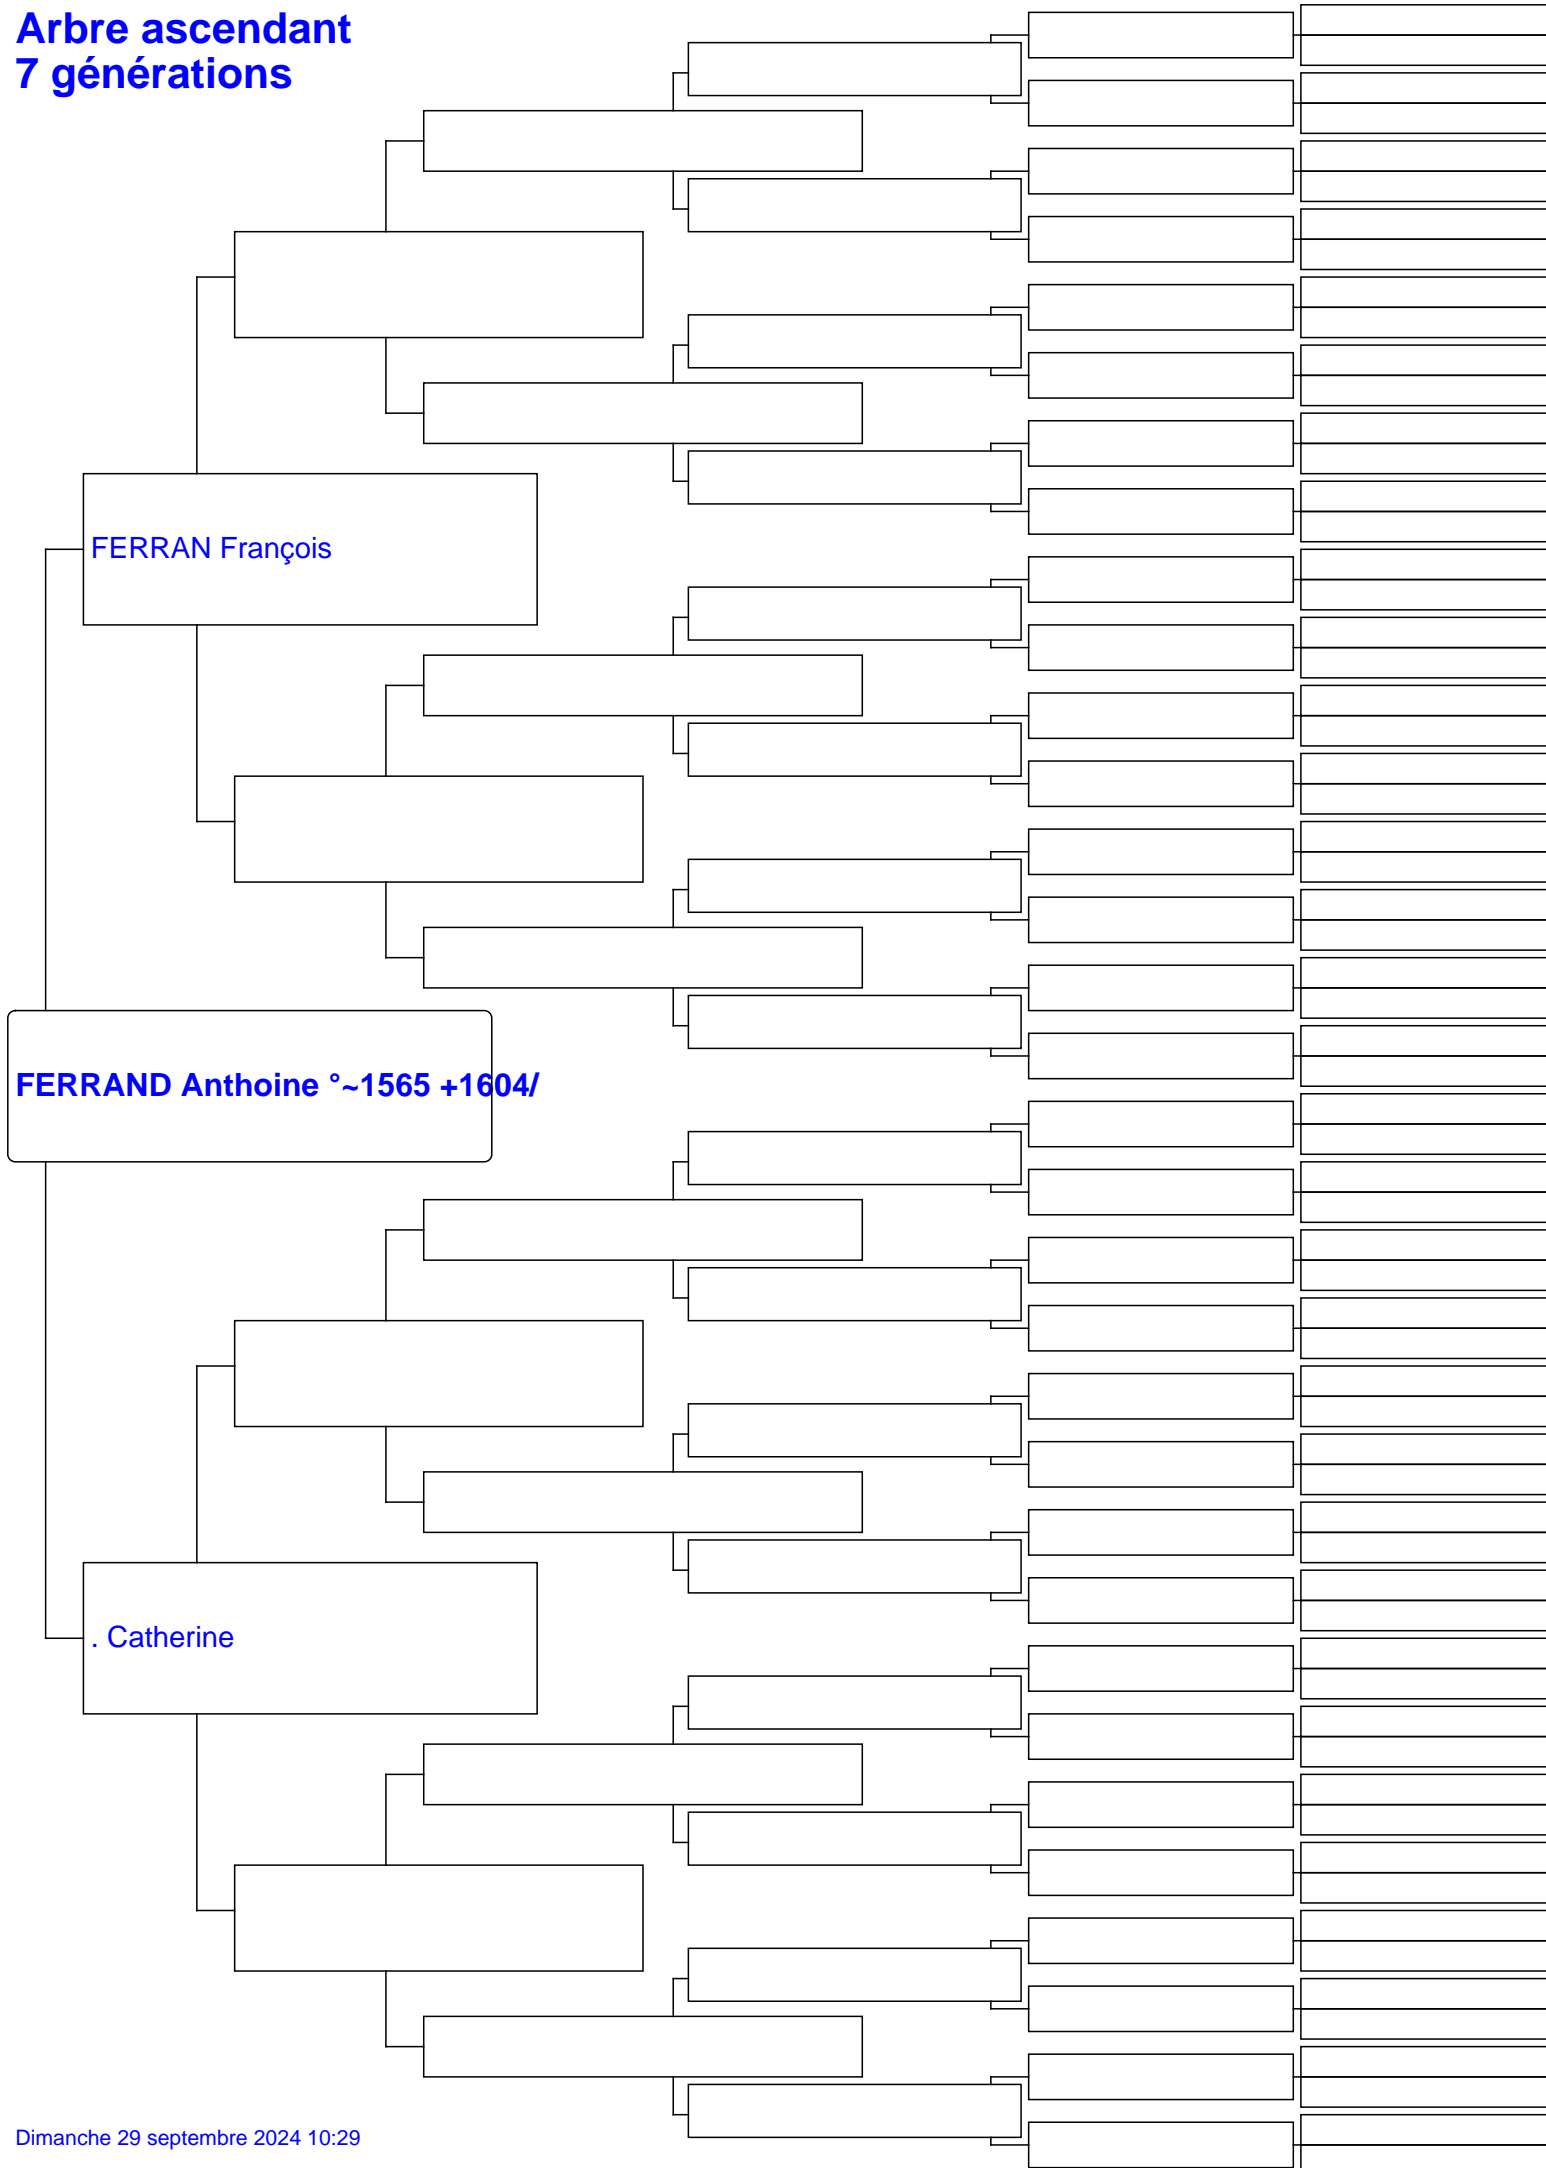 Arbre ascendant
7 générations
FERRAN François
FERRAND Anthoine °~1565 +1604/
. Catherine
Dimanche 29 septembre 2024 10:29